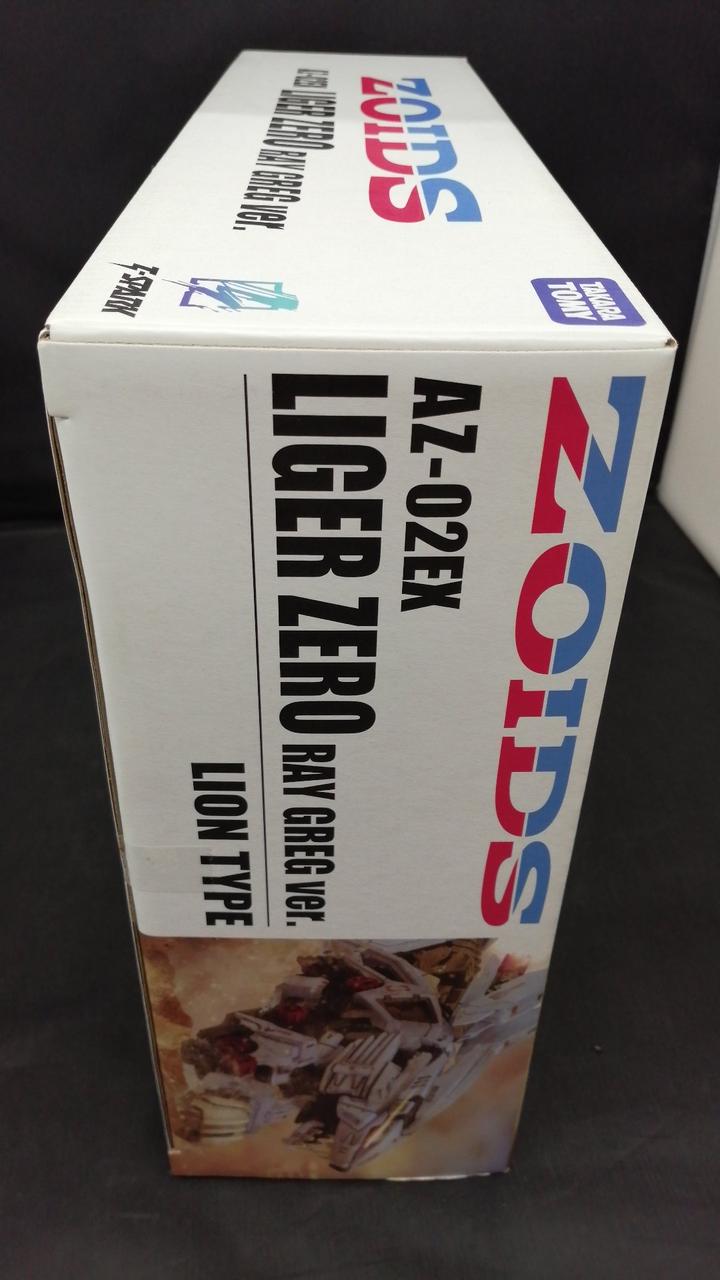 ZOIDS
AZ-02EX LIGER ZERO RAY GREG ver.
TAKARA
TOMY
T-SPARK
ZOIDS
AZ-02EX
LIGER ZERO RAY GREG ver.
LION TYPE